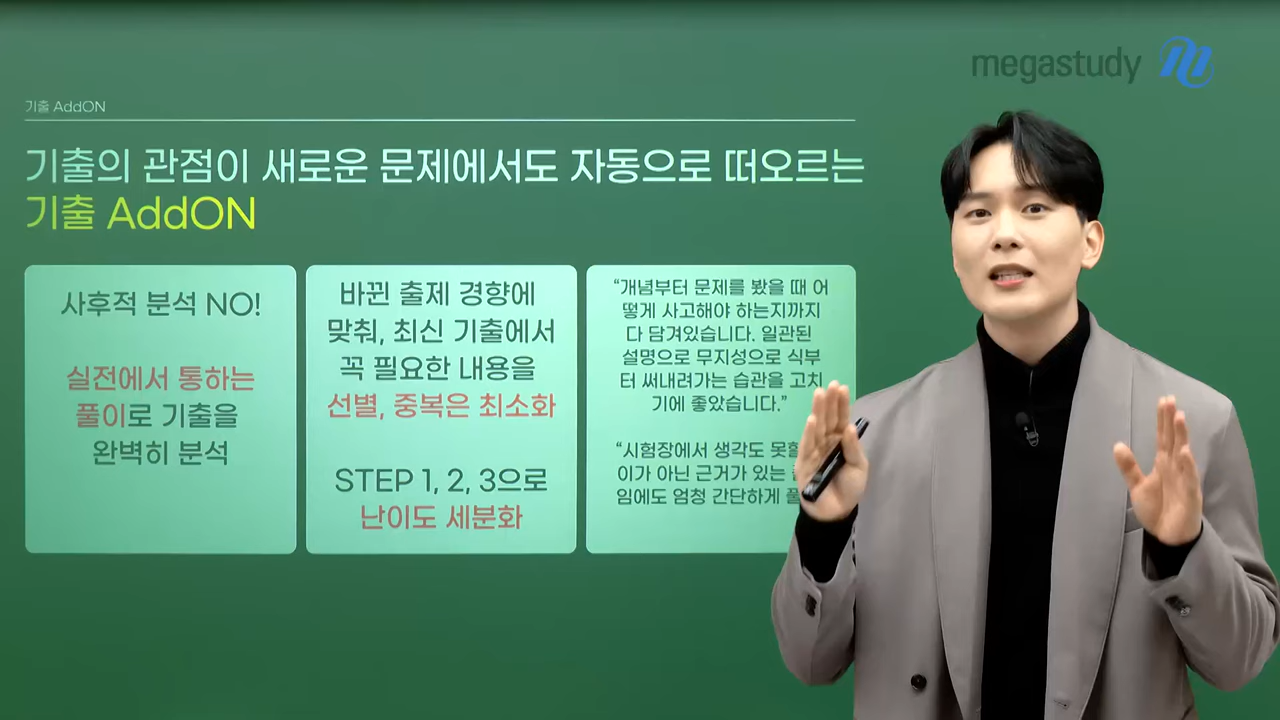 megastudy
기출 AddON
기출의 관점이 새로운 문제에서도 자동으로 떠오르는
기출 AddON
사후적 분석 NO!
실전에서 통하는
풀이로 기출을
완벽히 분석
바뀐 출제 경향에
맞춰, 최신 기출에서
꼭 필요한 내용을
선별, 중복은 최소화
STEP 1, 2, 3으로
난이도 세분화
“개념부터 문제를 봤을 때 어
떻게 사고해야 하는지까지
다 담겨있습니다. 일관된
설명으로 무지성으로 식부
터 써내려가는 습관을 고치
기에 좋았습니다.”
“시험장에서 생각도 못할
이가 아닌 근거가 있는
임에도 엄청 간단하게